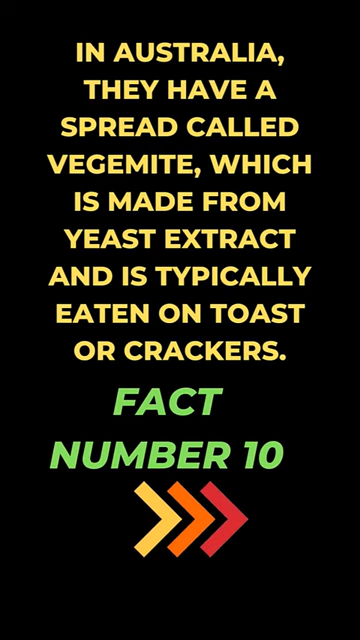 IN AUSTRALIA,
THEY HAVE A
SPREAD CALLED
VEGEMITE, WHICH
IS MADE FROM
YEAST EXTRACT
AND IS TYPICALLY
EATEN ON TOAST
OR CRACKERS.
FACT
NUMBER 10